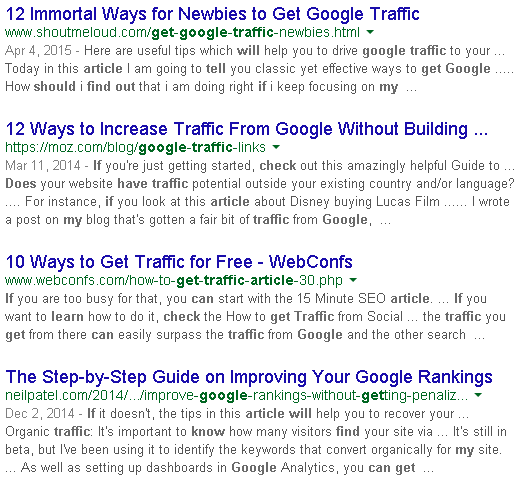 12 Immortal Ways for Newbies to Get Google Traffic
www.shoutmeloud.com/get-google-traffic-newbies.html
Apr 4, 2015 - Here are useful tips which will help you to drive google traffic to your ...
Today in this article I am going to tell you classic yet effective ways to get Google .....
How should i find out that i am doing right if i keep focusing on my ...
12 Ways to Increase Traffic From Google Without Building ...
https://moz.com/blog/google-traffic-links
Mar 11, 2014 - If you're just getting started, check out this amazingly helpful Guide to ...
Does your website have traffic potential outside your existing country and/or language?
.... For instance, if you look at this article about Disney buying Lucas Film ...... I wrote
a post on my blog that's gotten a fair bit of traffic from Google, ...
10 Ways to Get Traffic for Free - WebConfs
www.webconfs.com/how-to-get-traffic-article-30.php
If you are too busy for that, you can start with the 15 Minute SEO article. ... If you
want to learn how to do it, check the How to get Traffic from Social ... the traffic you
get from there can easily surpass the traffic from Google and the other search ...
The Step-by-Step Guide on Improving Your Google Rankings
neilpatel.com/2014/.../improve-google-rankings-without-getting-penaliz...
Dec 2, 2014 - If it doesn't, the tips in this article will help you to recover your ...
Organic traffic: It's important to know how many visitors find your site via ... It's still in
beta, but I've been using it to identify the keywords that convert organically for my site.
... As well as setting up dashboards in Google Analytics, you can get ...